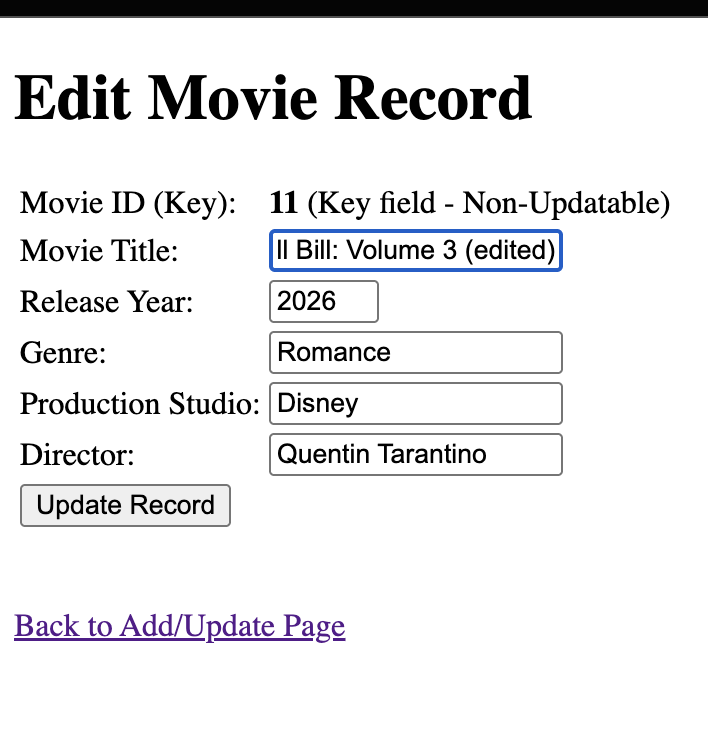 Edit Movie Record
Movie ID (Key): 11 (Key field - Non-Updatable)
Movie Title: ll Bill: Volume 3 (edited)
Release Year: 2026
Genre: Romance
Production Studio: Disney
Director: Quentin Tarantino
Update Record
Back to Add/Update Page